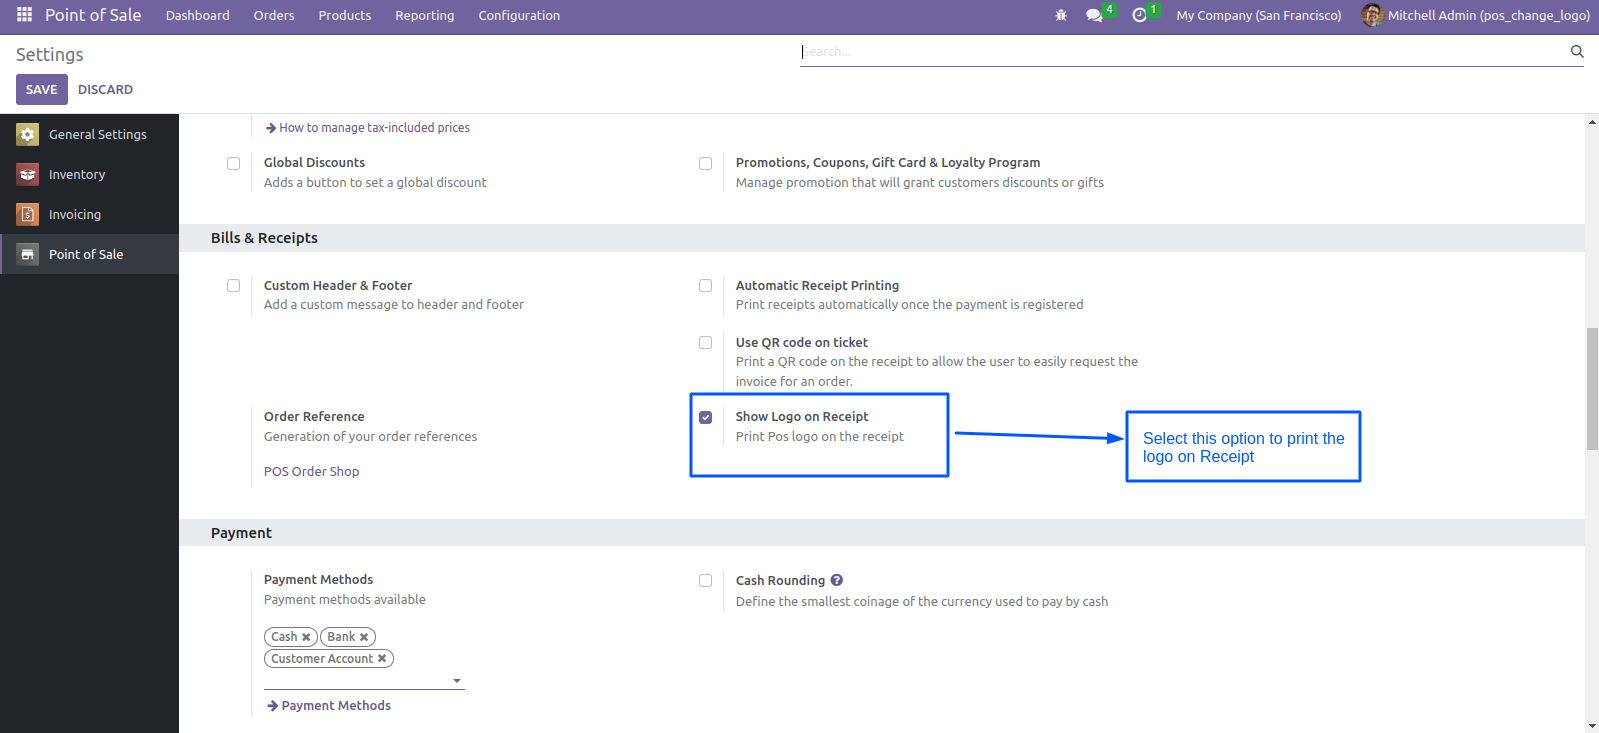 Point of Sale Dashboard Orders Products Reporting Configuration 4 1 My Company (San Francisco) Mitchell Admin (pos_change_logo)
Settings Search...
SAVE DISCARD
General Settings
Inventory
Invoicing
Point of Sale
How to manage tax-included prices
Global Discounts
Adds a button to set a global discount
Promotions, Coupons, Gift Card & Loyalty Program
Manage promotion that will grant customers discounts or gifts
Bills & Receipts
Custom Header & Footer
Add a custom message to header and footer
Automatic Receipt Printing
Print receipts automatically once the payment is registered
Use QR code on ticket
Print a QR code on the receipt to allow the user to easily request the
invoice for an order.
Order Reference
Generation of your order references
POS Order Shop
Show Logo on Receipt
Print Pos logo on the receipt
Select this option to print the
logo on Receipt
Payment
Payment Methods
Payment methods available
Cash Bank
Customer Account
Payment Methods
Cash Rounding ?
Define the smallest coinage of the currency used to pay by cash